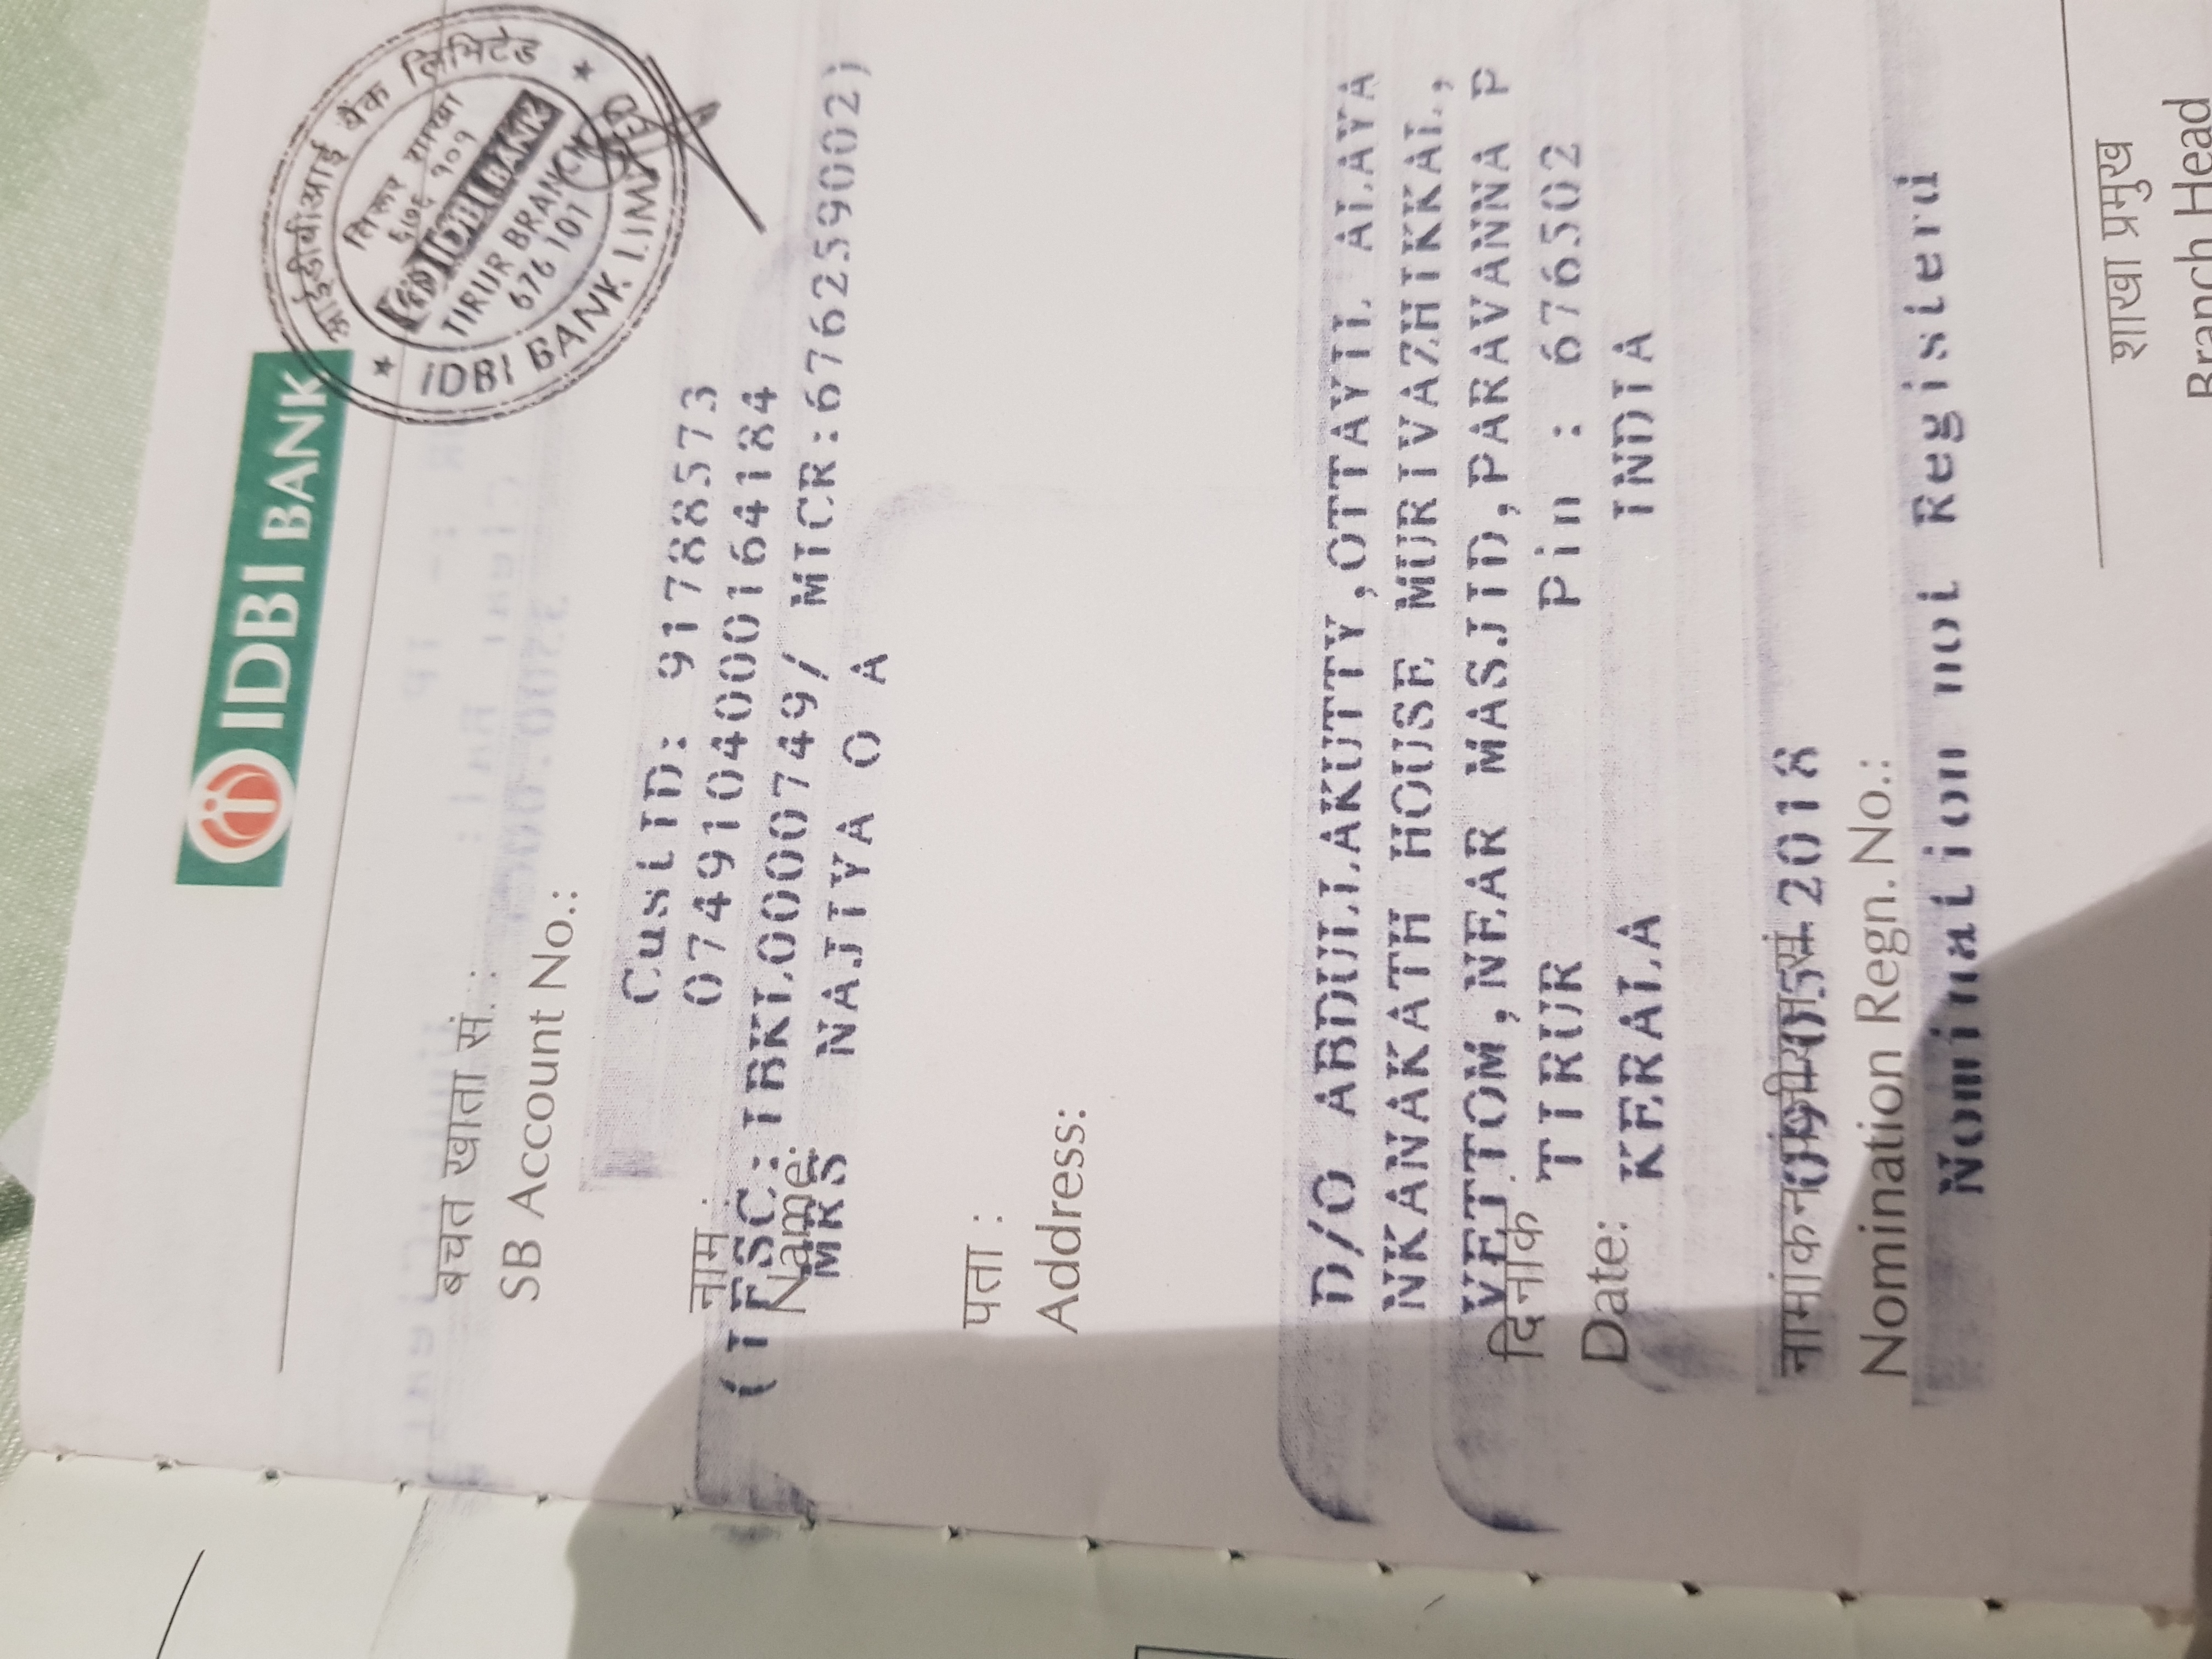 IDBI BANK
आईडीबीआई बैंक लिमिटेड
तिरूर शाखा
६७६ १०१
IDBI BANK
TIRUR BRANCH
676 101
IDBI BANK LIMITED
बचत खाता सं. :
SB Account No.:
CustID: 91788573
नाम :
0749104000164184
(IFSC:IBKL0000749/ MICR:676259002)
Name:
MRS NAJIYA O A
पता :
Address:
D/O ABDULLAKUTTY,OTTAYIL ALAYA
NKANAKATH HOUSE MURIVAZHIKKAL,
VETTOM,NEAR MASJID,PARAVANNA P
दिनांक :
TIRUR Pin : 676502
Date:
KERALA INDIA
नामांकन पंजीयन सं.
09-05-2018
Nomination Regn. No.:
Nomination not Registerd
शाखा प्रमुख
Branch Head